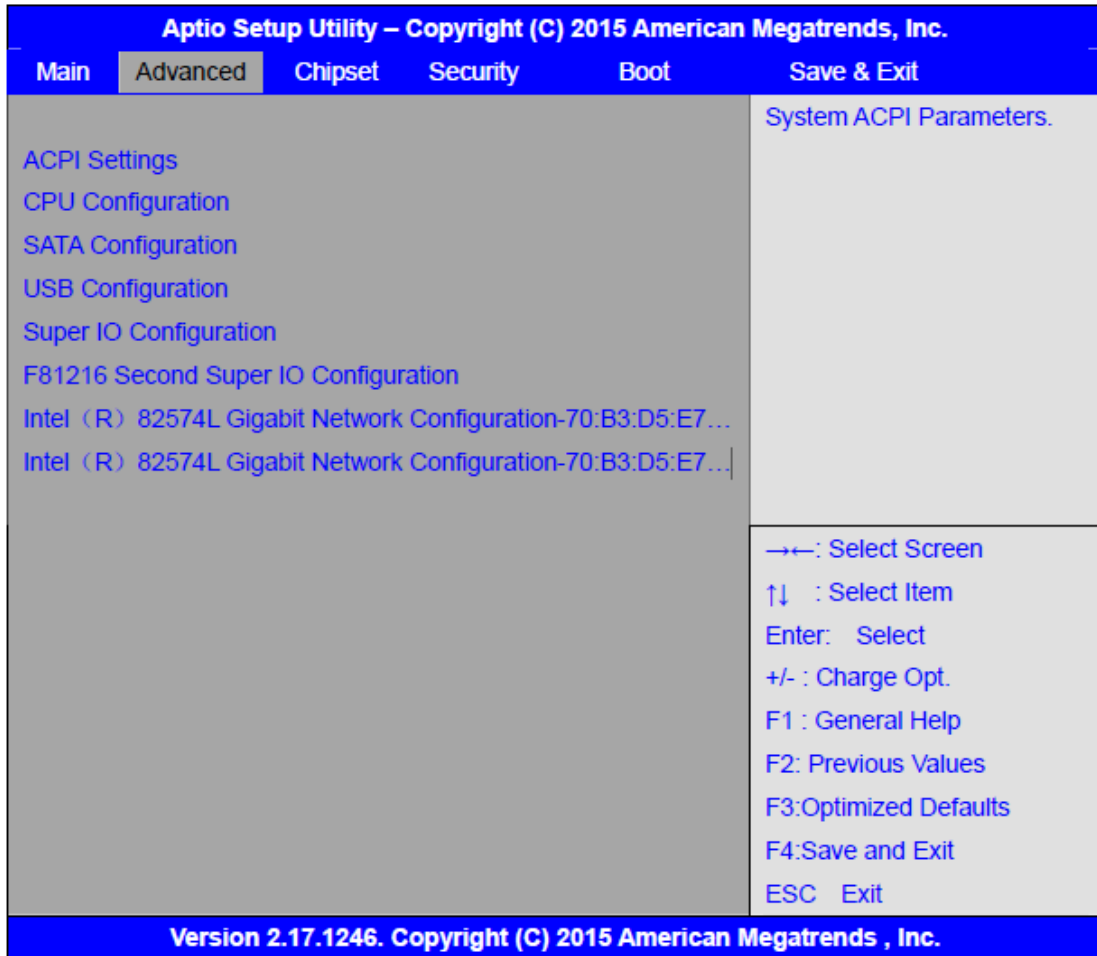 Aptio Setup Utility – Copyright (C) 2015 American Megatrends, Inc.
Main Advanced Chipset Security Boot Save & Exit
System ACPI Parameters.
ACPI Settings
CPU Configuration
SATA Configuration
USB Configuration
Super IO Configuration
F81216 Second Super IO Configuration
Intel（R）82574L Gigabit Network Configuration-70:B3:D5:E7…
Intel（R）82574L Gigabit Network Configuration-70:B3:D5:E7…
→←: Select Screen
↑↓ : Select Item
Enter: Select
+/- : Charge Opt.
F1 : General Help
F2: Previous Values
F3:Optimized Defaults
F4:Save and Exit
ESC Exit
Version 2.17.1246. Copyright (C) 2015 American Megatrends , Inc.